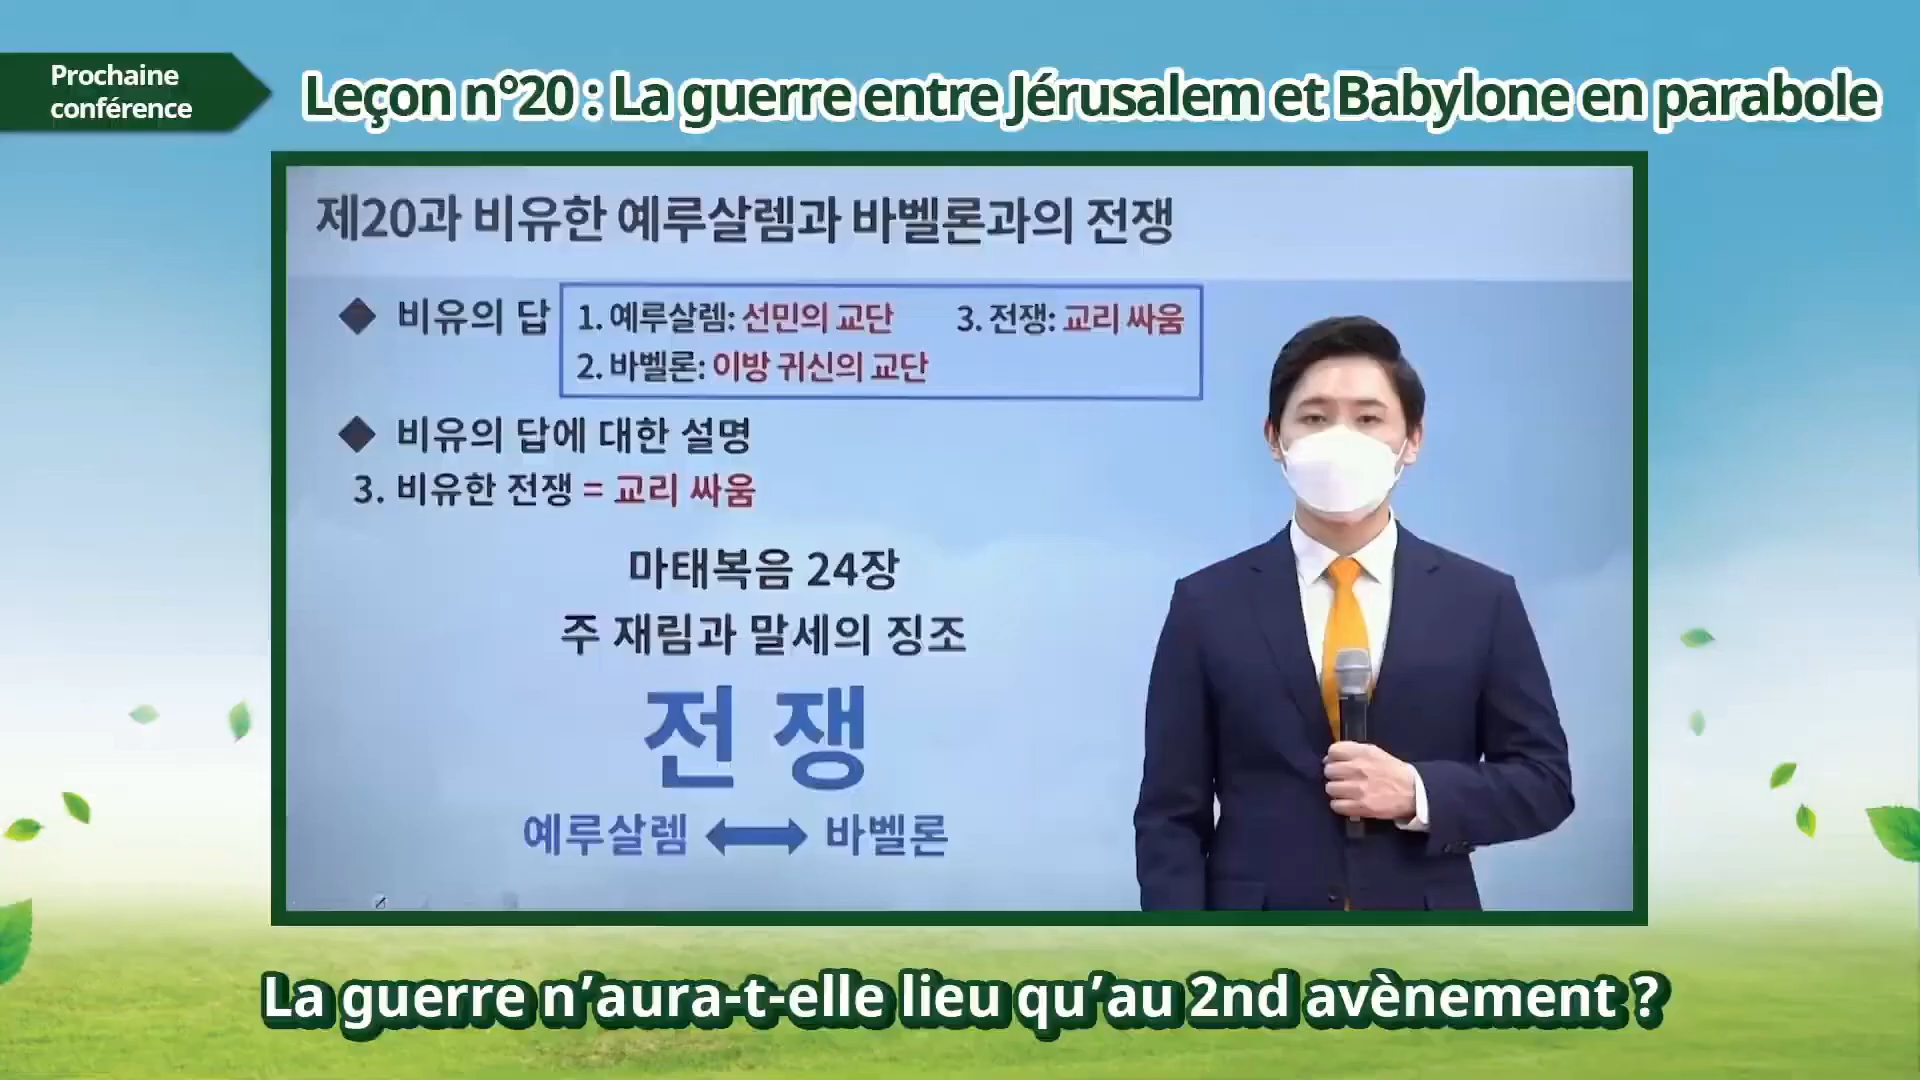 Prochaine
conférence
Leçon n°20 : La guerre entre Jérusalem et Babylone en parabole
제20과 비유한 예루살렘과 바벨론과의 전쟁
◆ 비유의 답
1. 예루살렘: 선민의 교단 3. 전쟁: 교리 싸움
2. 바벨론: 이방 귀신의 교단
◆ 비유의 답에 대한 설명
3. 비유한 전쟁 = 교리 싸움
마태복음 24장
주 재림과 말세의 징조
전 쟁
예루살렘 ↔ 바벨론
La guerre n’aura-t-elle lieu qu’au 2nd avènement ?